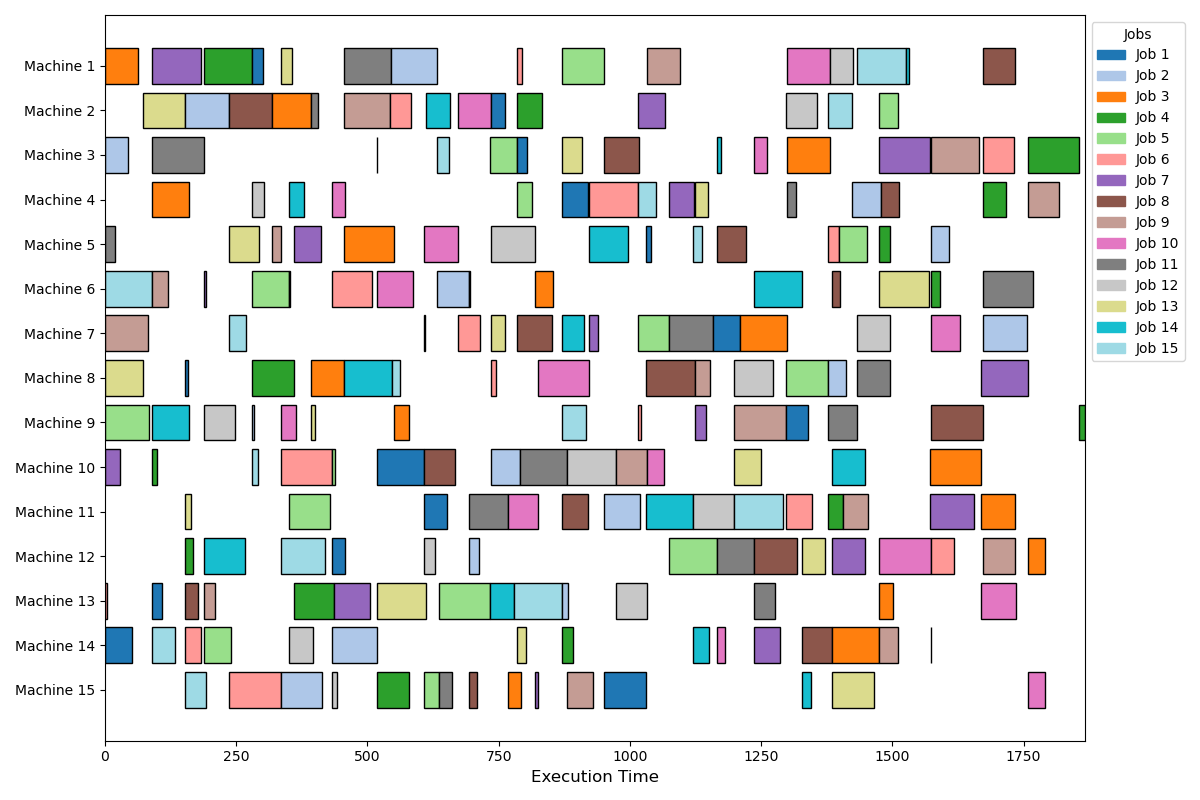 Machine 1
Machine 2
Machine 3
Machine 4
Machine 5
Machine 6
Machine 7
Machine 8
Machine 9
Machine 10
Machine 11
Machine 12
Machine 13
Machine 14
Machine 15
0 250 500 750 1000 1250 1500 1750
Execution Time
Jobs
Job 1
Job 2
Job 3
Job 4
Job 5
Job 6
Job 7
Job 8
Job 9
Job 10
Job 11
Job 12
Job 13
Job 14
Job 15